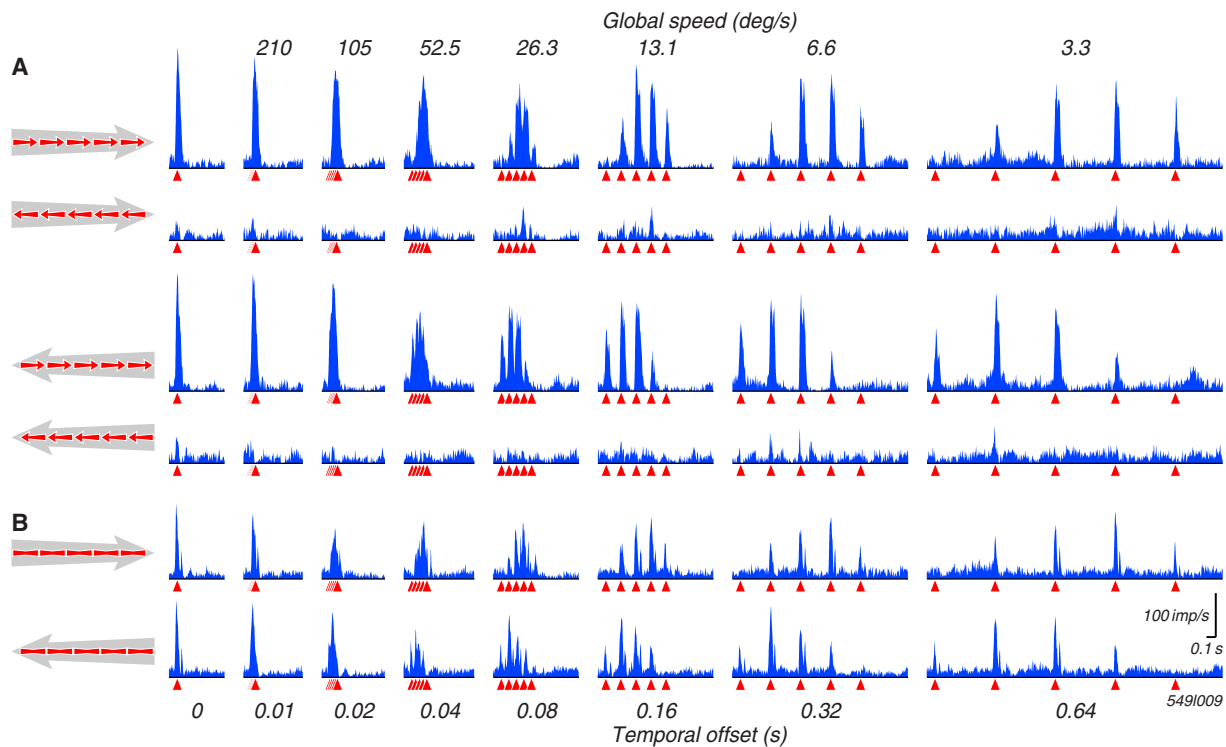 Global speed (deg/s)
210 105 52.5 26.3 13.1 6.6 3.3
A
B
100 imp/s
0.1 s
549l009
0 0.01 0.02 0.04 0.08 0.16 0.32 0.64
Temporal offset (s)